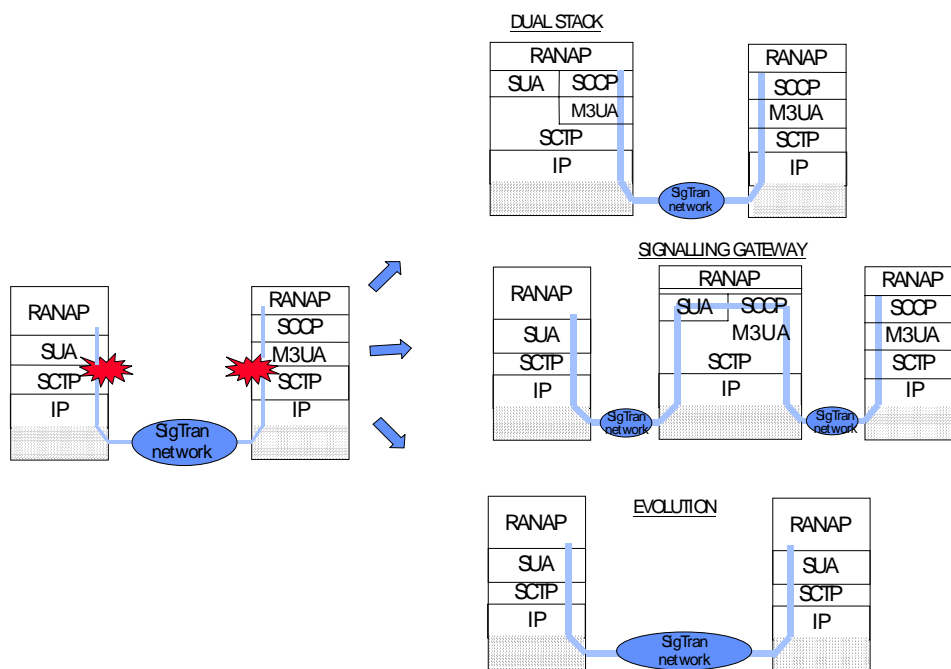 RANAP
SUA
SCTP
IP
SigTran
network
RANAP
SCCP
M3UA
SCTP
IP
DUAL STACK
RANAP
SUA
SCCP
M3UA
SCTP
IP
SigTran
network
RANAP
SCCP
M3UA
SCTP
IP
SIGNALLING GATEWAY
RANAP
SUA
SCTP
IP
SigTran
network
RANAP
SUA
SCCP
M3UA
SCTP
IP
SigTran
network
RANAP
SCCP
M3UA
SCTP
IP
EVOLUTION
RANAP
SUA
SCTP
IP
SigTran
network
RANAP
SUA
SCTP
IP